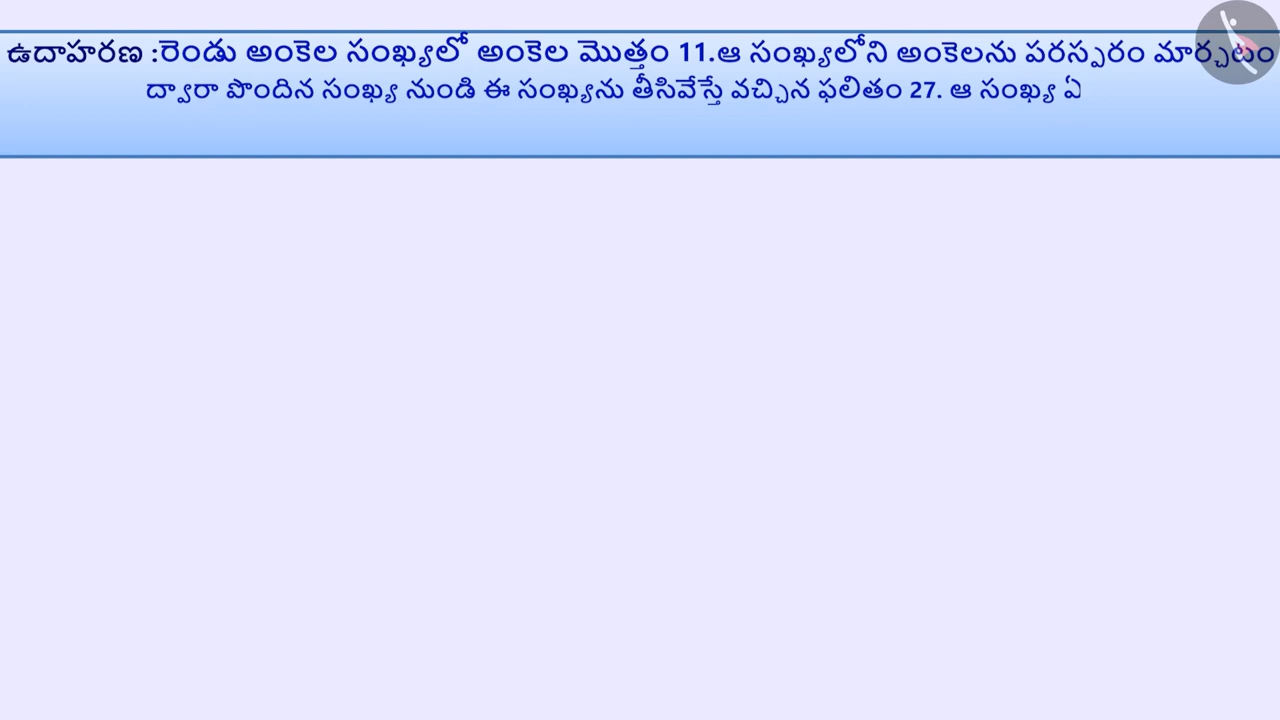 ఉదాహరణ :రెండు అంకెల సంఖ్యలో అంకెల మొత్తం 11.ఆ సంఖ్యలోని అంకెలను పరస్పరం మార్చటం
ద్వారా పొందిన సంఖ్య నుండి ఈ సంఖ్యను తీసివేస్తే వచ్చిన ఫలితం 27. ఆ సంఖ్య ఏ